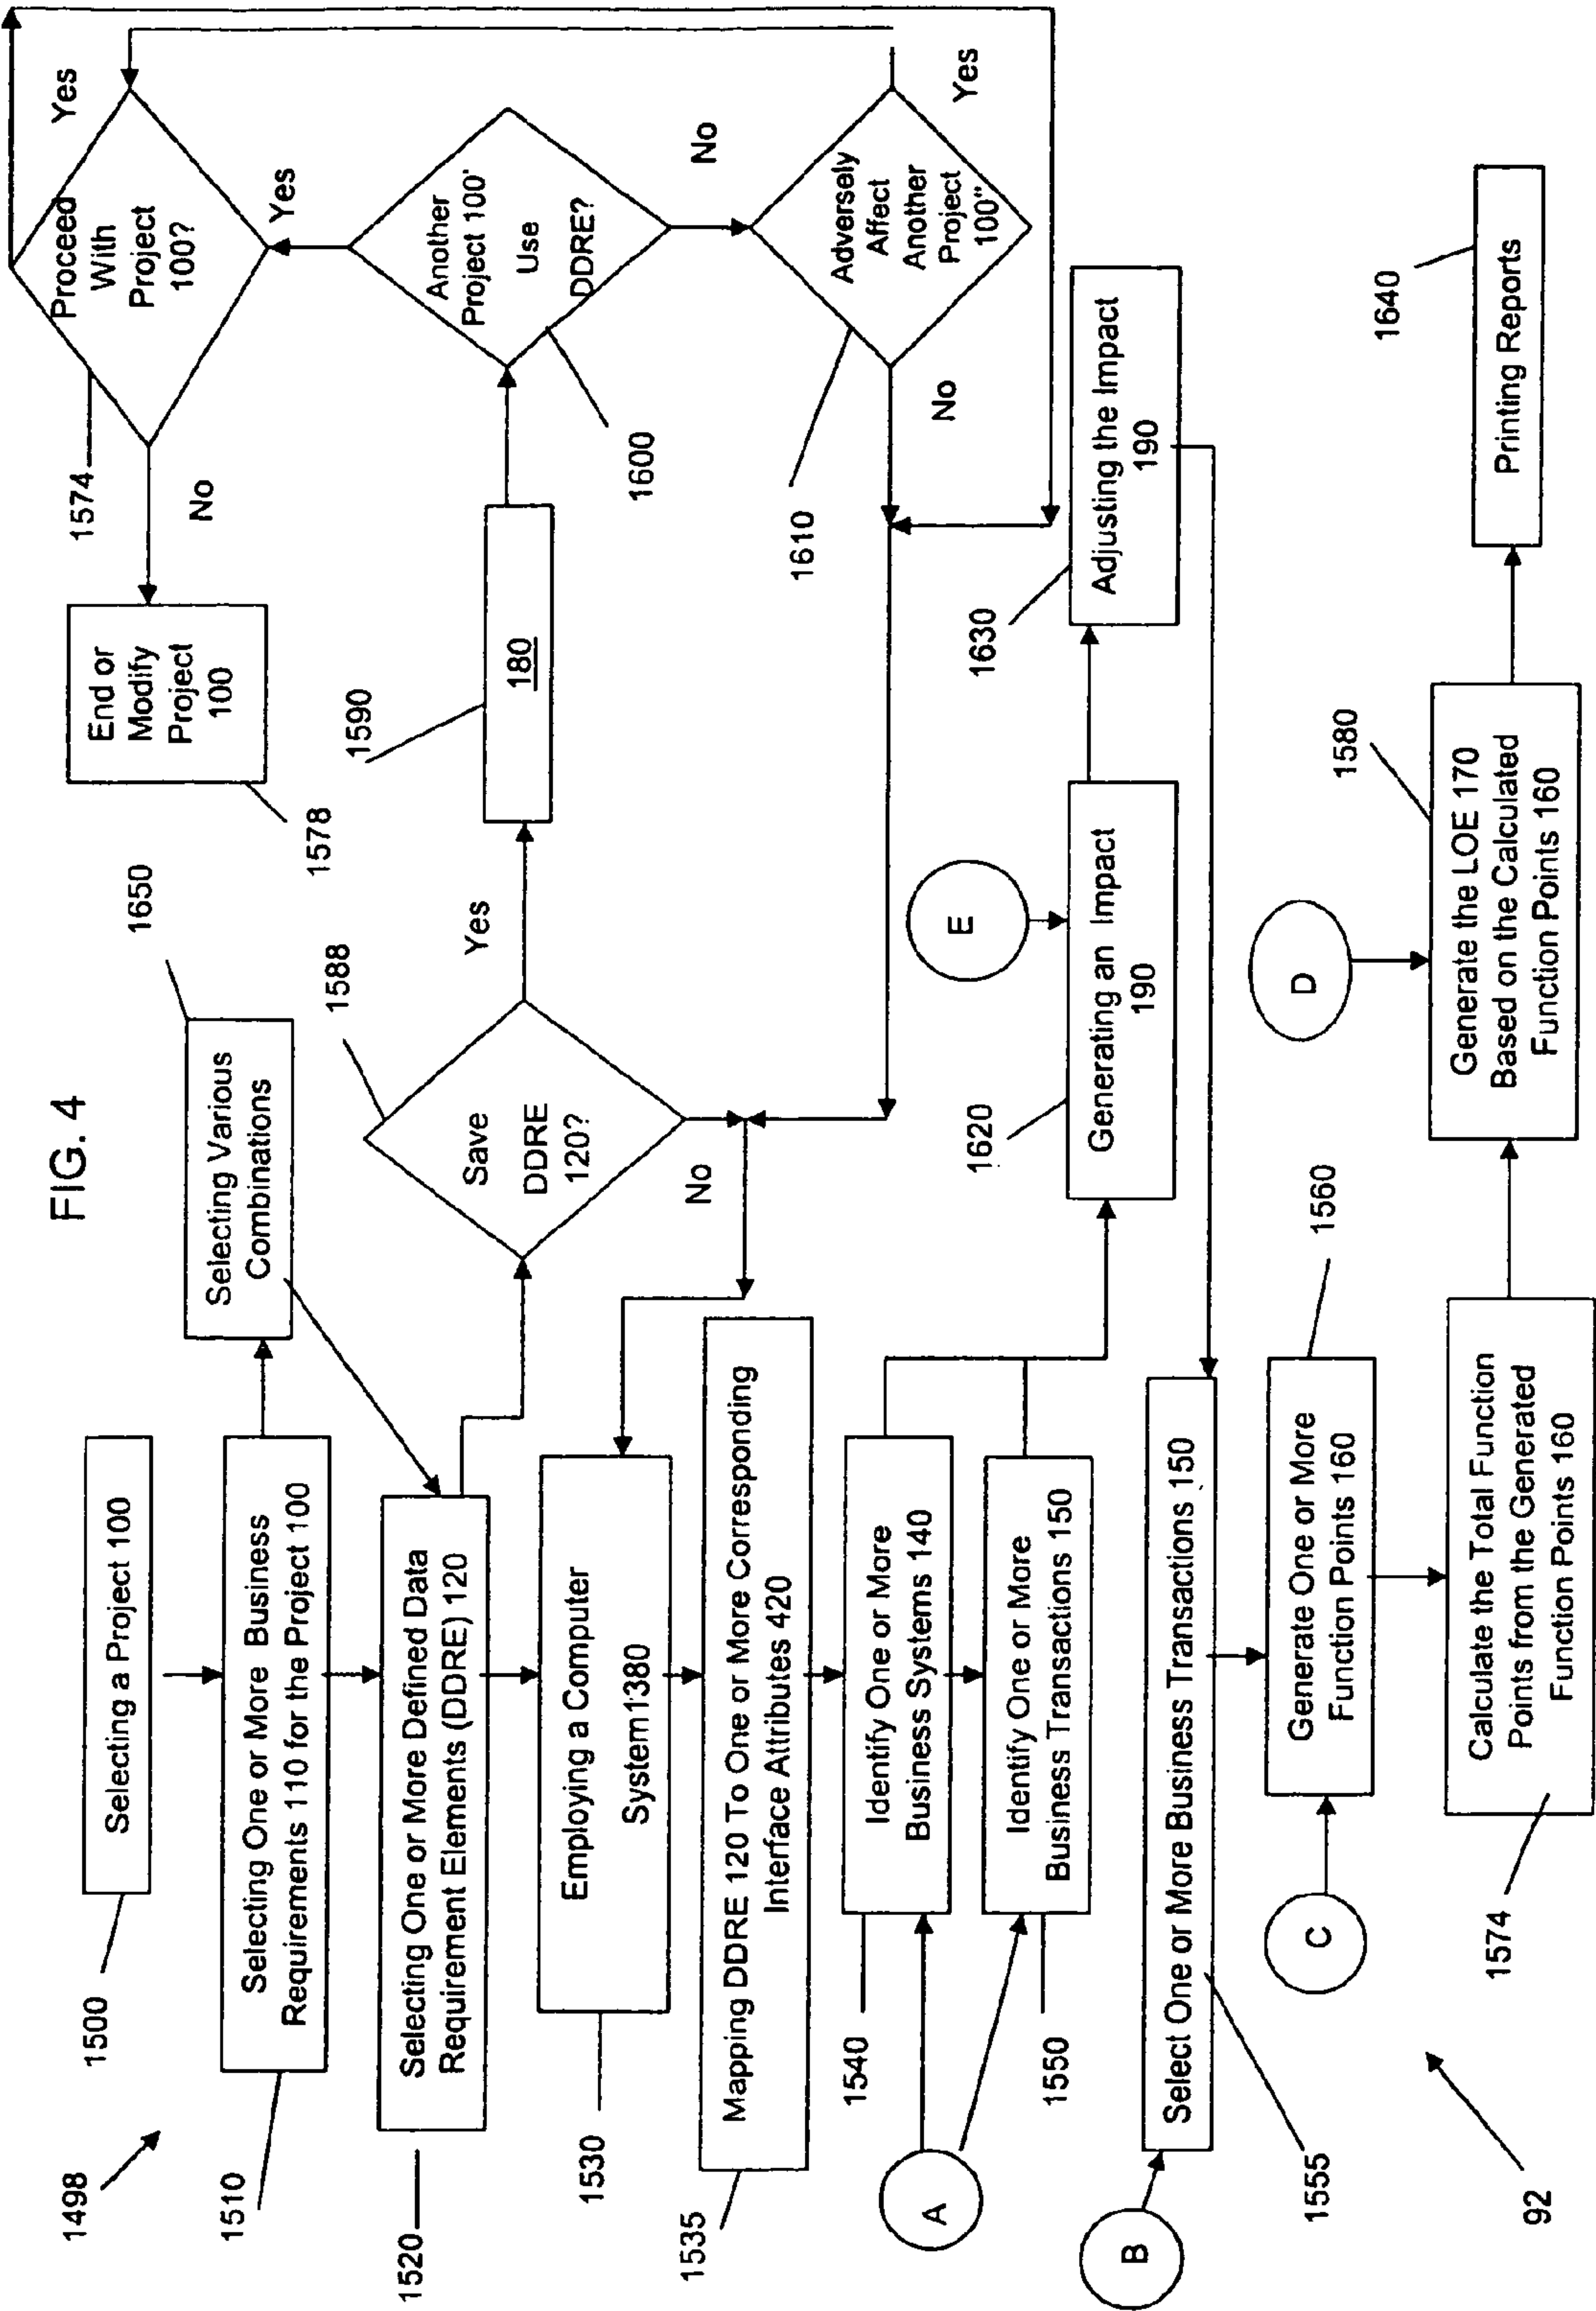 FIG. 4
1498
1500
Selecting a Project 100
1510
Selecting One or More Business
Requirements 110 for the Project 100
1650
Selecting Various
Combinations
1520
Selecting One or More Defined Data
Requirement Elements (DDRE) 120
1588
Save
DDRE
120?
Yes
No
1590
180
1578
End or
Modify
Project
100
1574
No
Proceed
With
Project
100?
Yes
Yes
1600
Another
Project 100'
Use
DDRE?
No
1610
Adversely
Affect
Another
Project
100"
Yes
No
1530
Employing a Computer
System1380
1535
Mapping DDRE 120 To One or More Corresponding
Interface Attributes 420
A
1540
Identify One or More
Business Systems 140
1550
Identify One or More
Business Transactions 150
E
1620
Generating an Impact
190
1630
Adjusting the Impact
190
B
1555
Select One or More Business Transactions 150
C
1560
Generate One or More
Function Points 160
1574
Calculate the Total Function
Points from the Generated
Function Points 160
D
1580
Generate the LOE 170
Based on the Calculated
Function Points 160
1640
Printing Reports
92